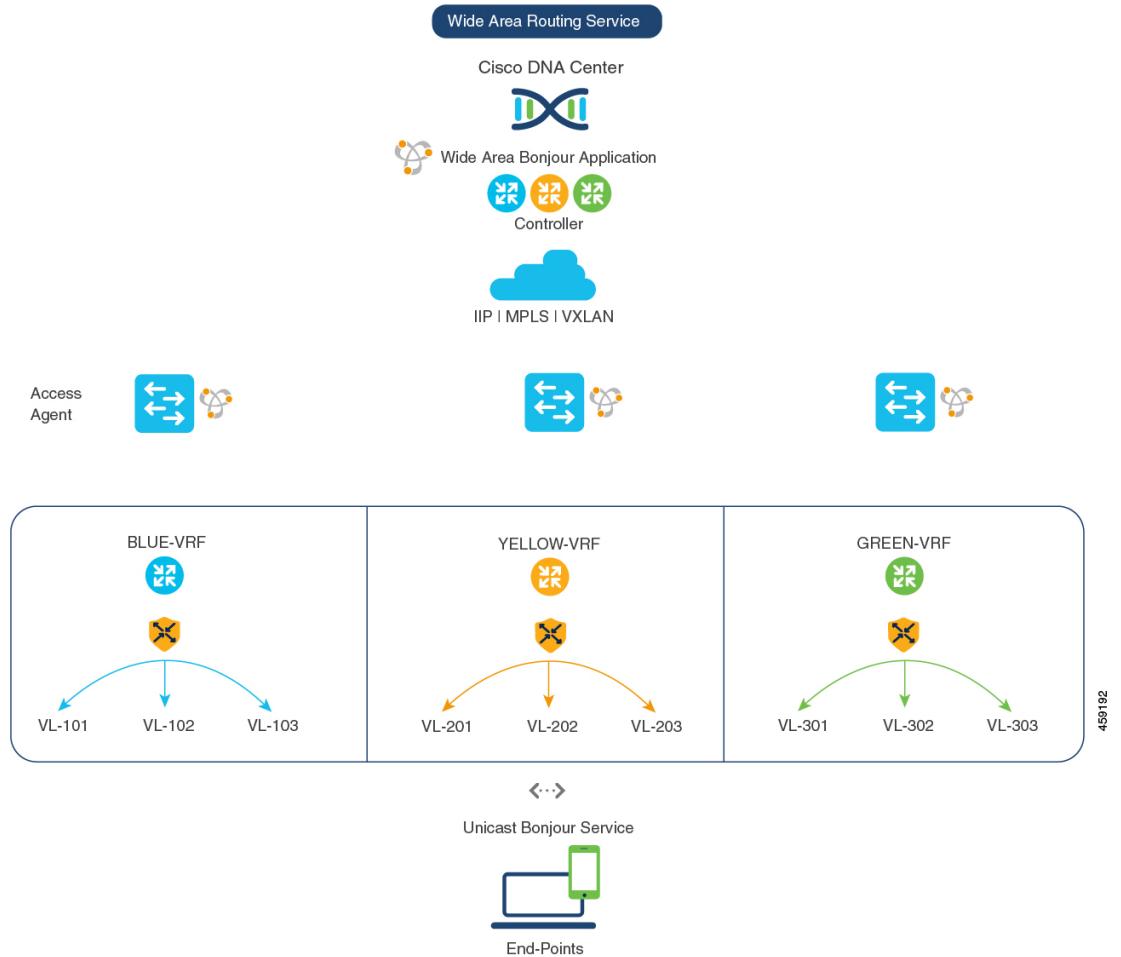 Wide Area Routing Service
Cisco DNA Center
Wide Area Bonjour Application
Controller
IIP | MPLS | VXLAN
Access
Agent
BLUE-VRF
YELLOW-VRF
GREEN-VRF
VL-101
VL-102
VL-103
VL-201
VL-202
VL-203
VL-301
VL-302
VL-303
459192
Unicast Bonjour Service
End-Points